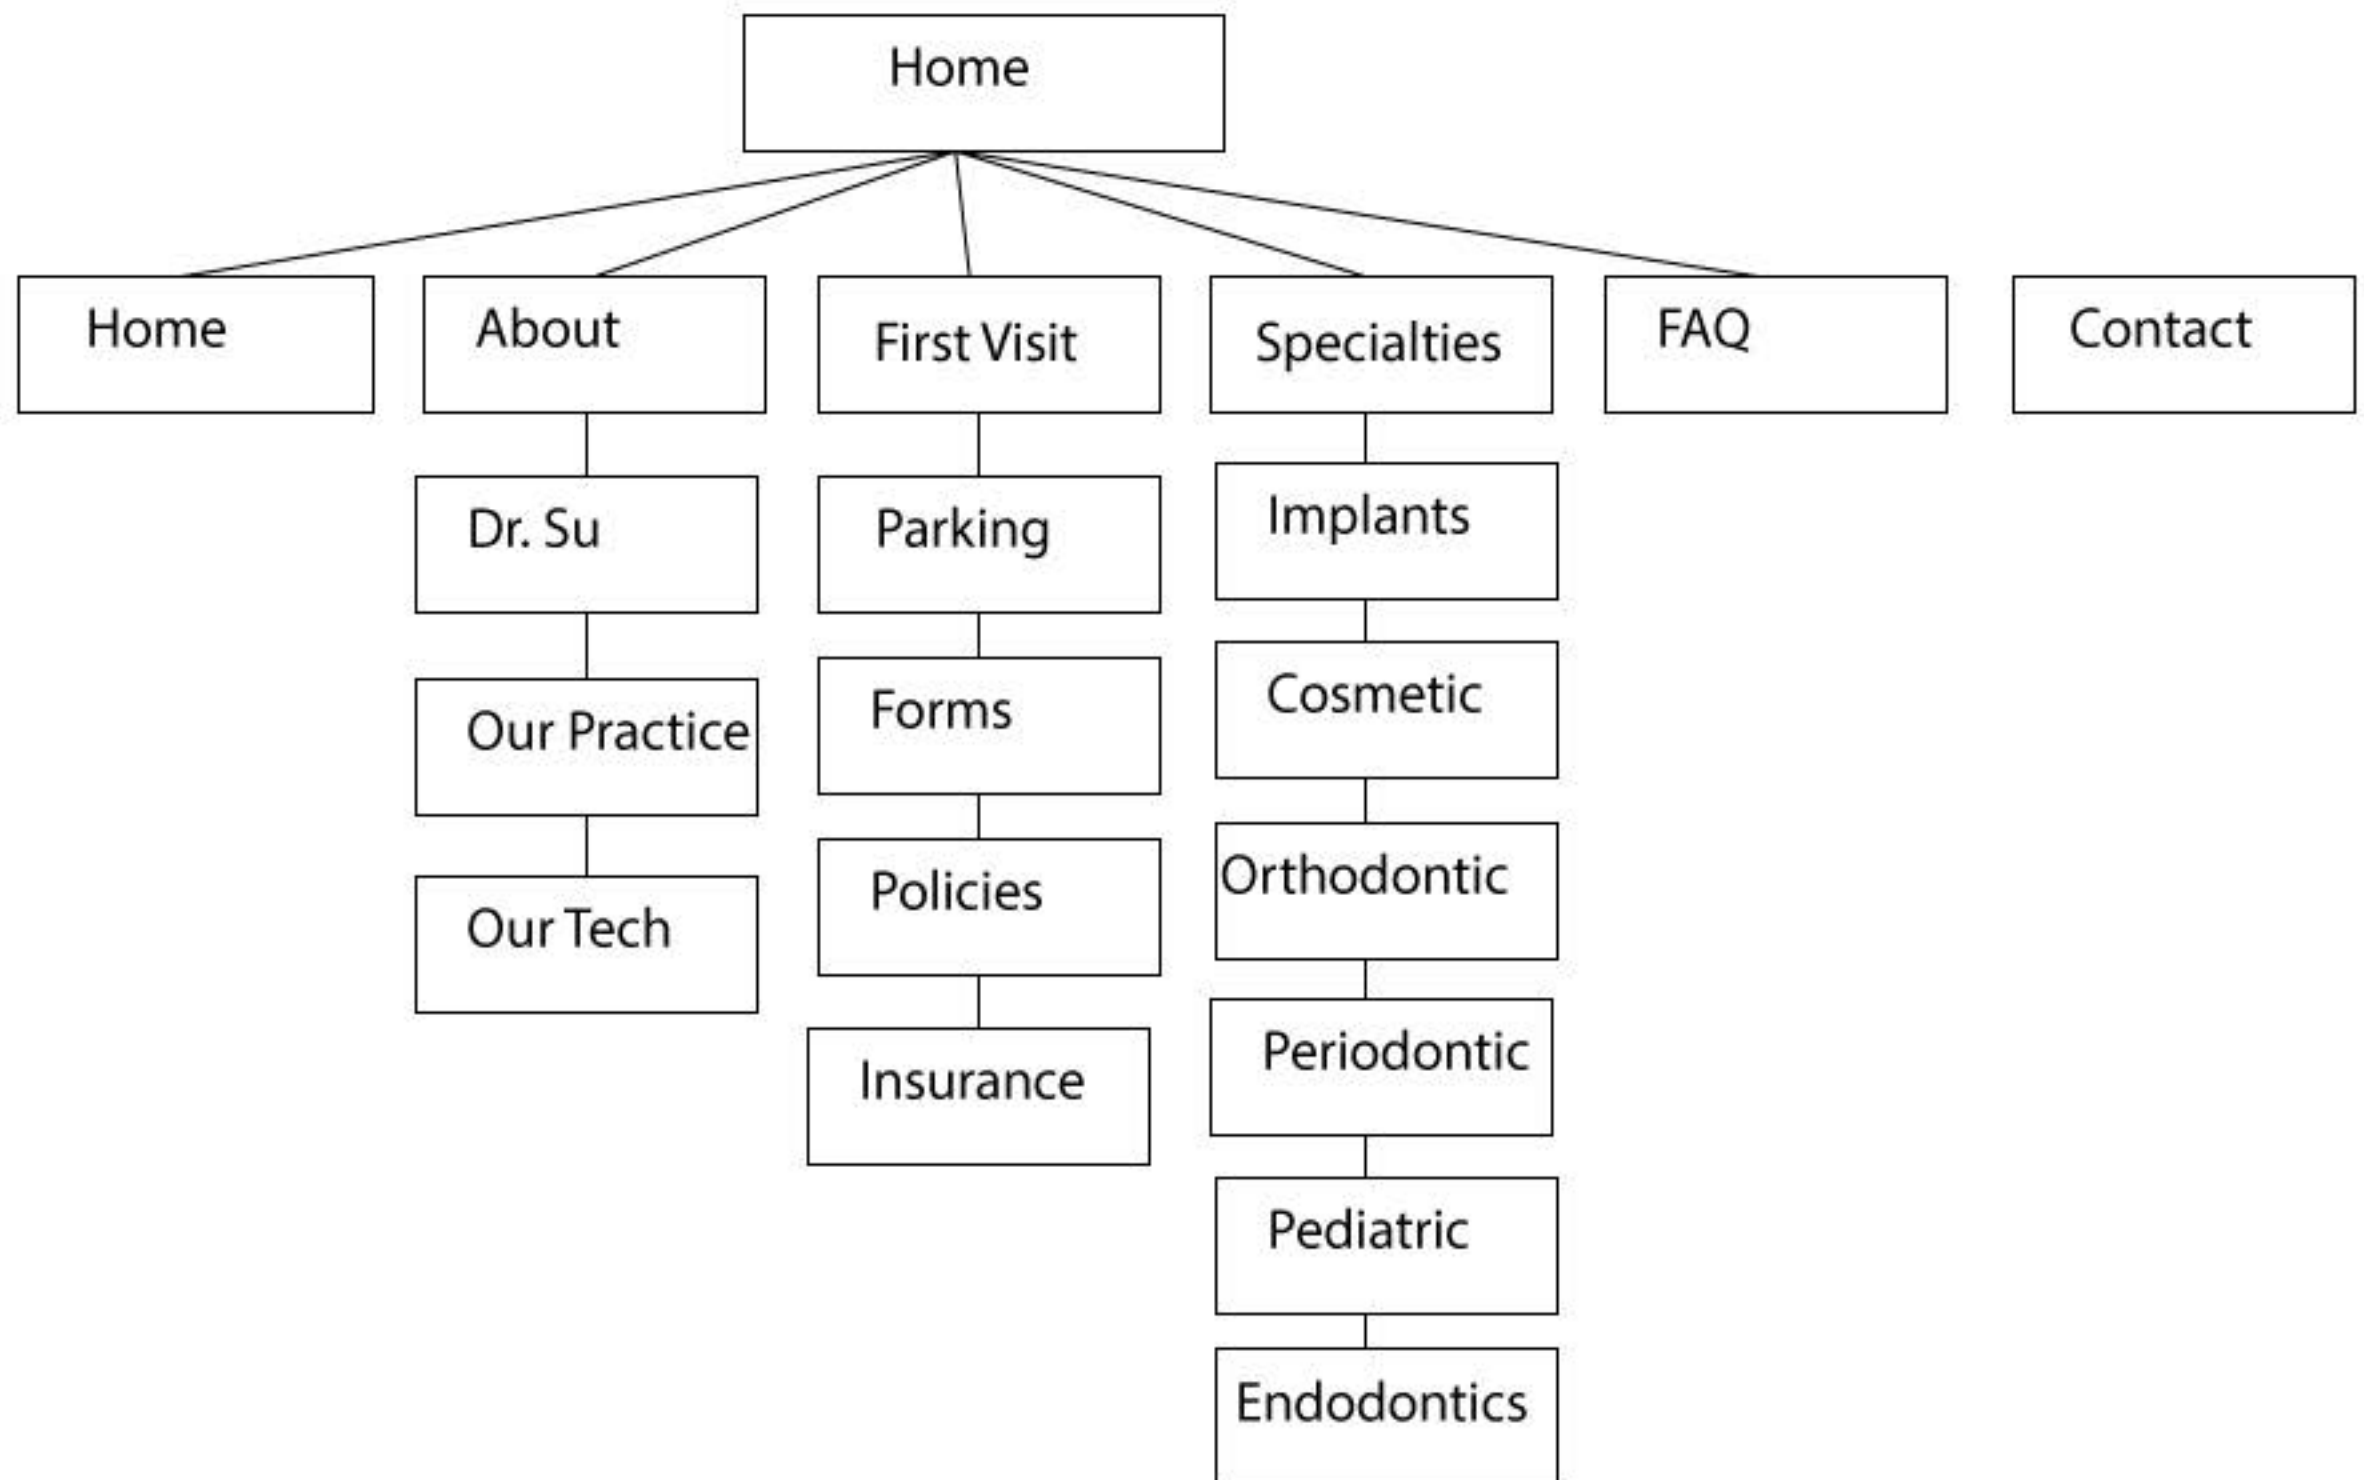 Home
Home
About
First Visit
Specialties
FAQ
Contact
Dr. Su
Parking
Implants
Our Practice
Forms
Cosmetic
Our Tech
Policies
Orthodontic
Insurance
Periodontic
Pediatric
Endodontics